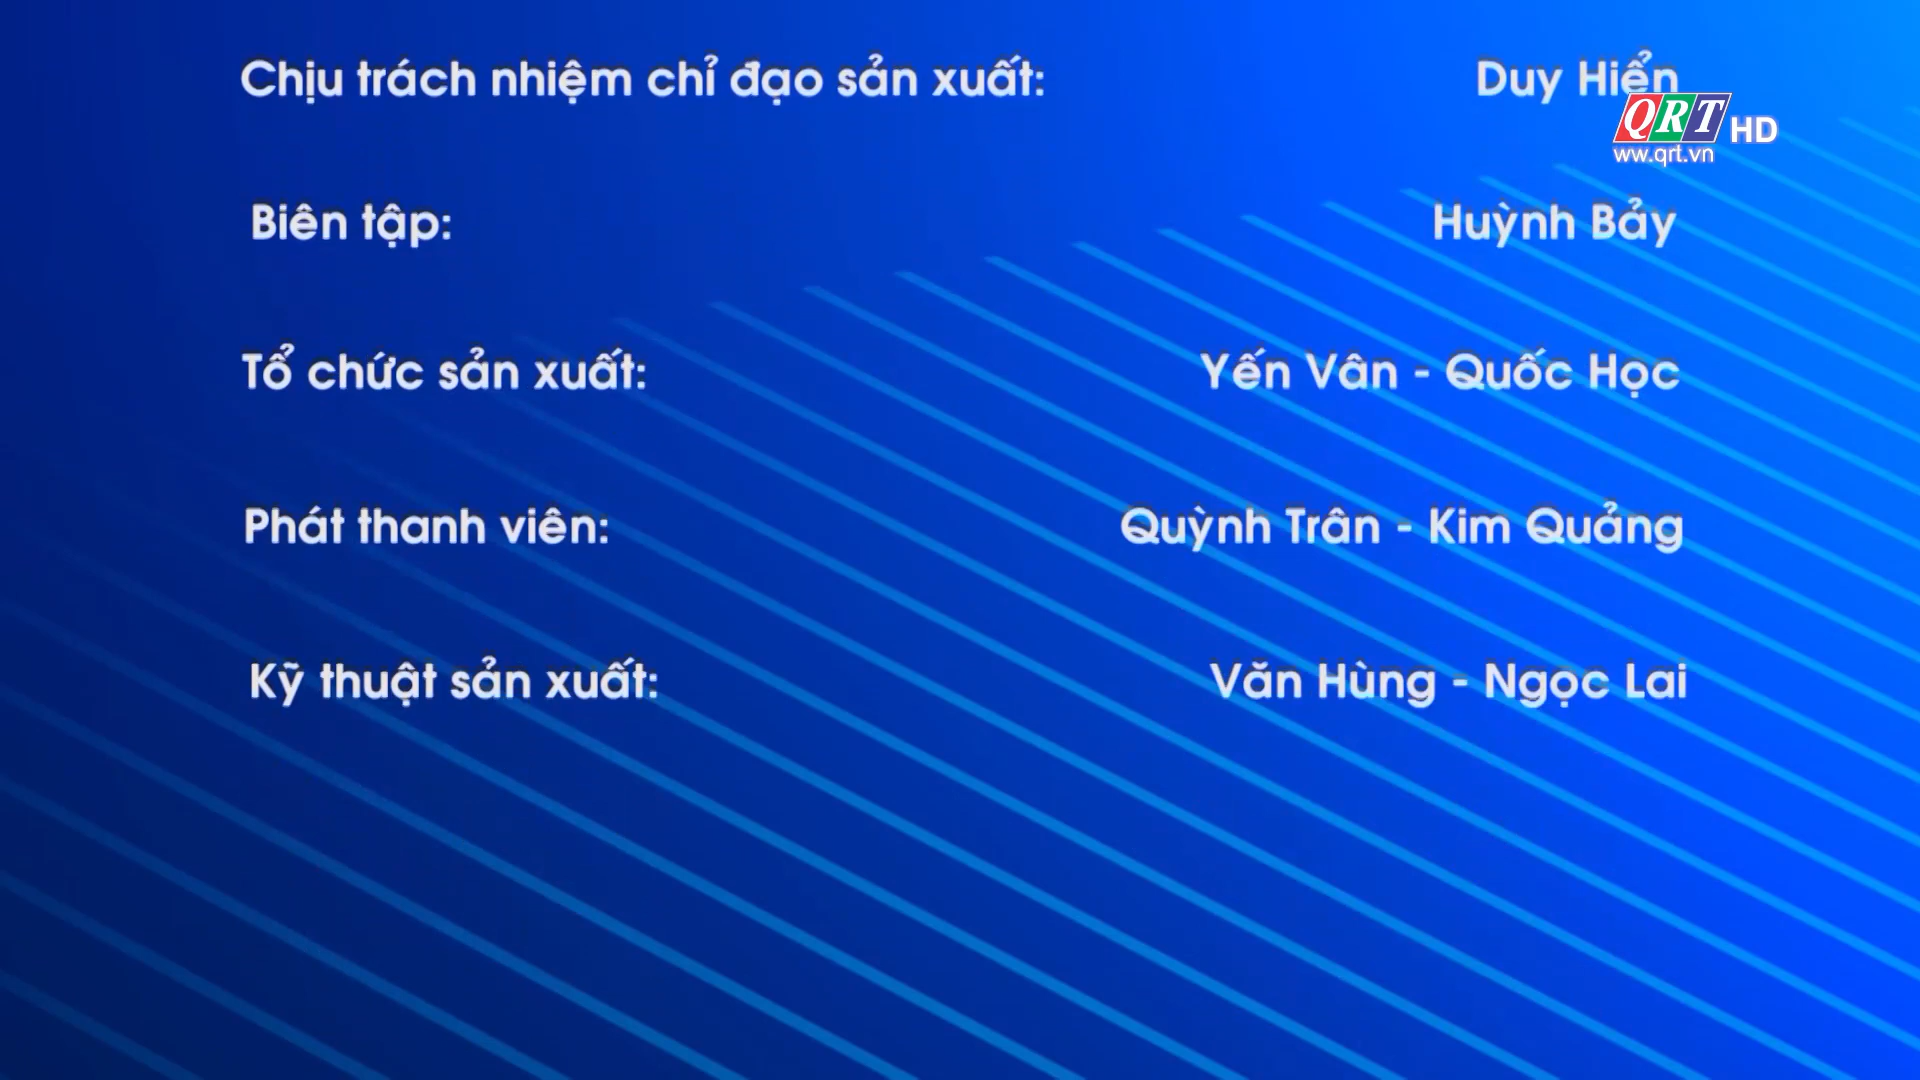 Chịu trách nhiệm chỉ đạo sản xuất: Duy Hiển
QRT HD
ww.qrt.vn
Biên tập: Huỳnh Bảy
Tổ chức sản xuất: Yến Vân - Quốc Học
Phát thanh viên: Quỳnh Trân - Kim Quảng
Kỹ thuật sản xuất: Văn Hùng - Ngọc Lai